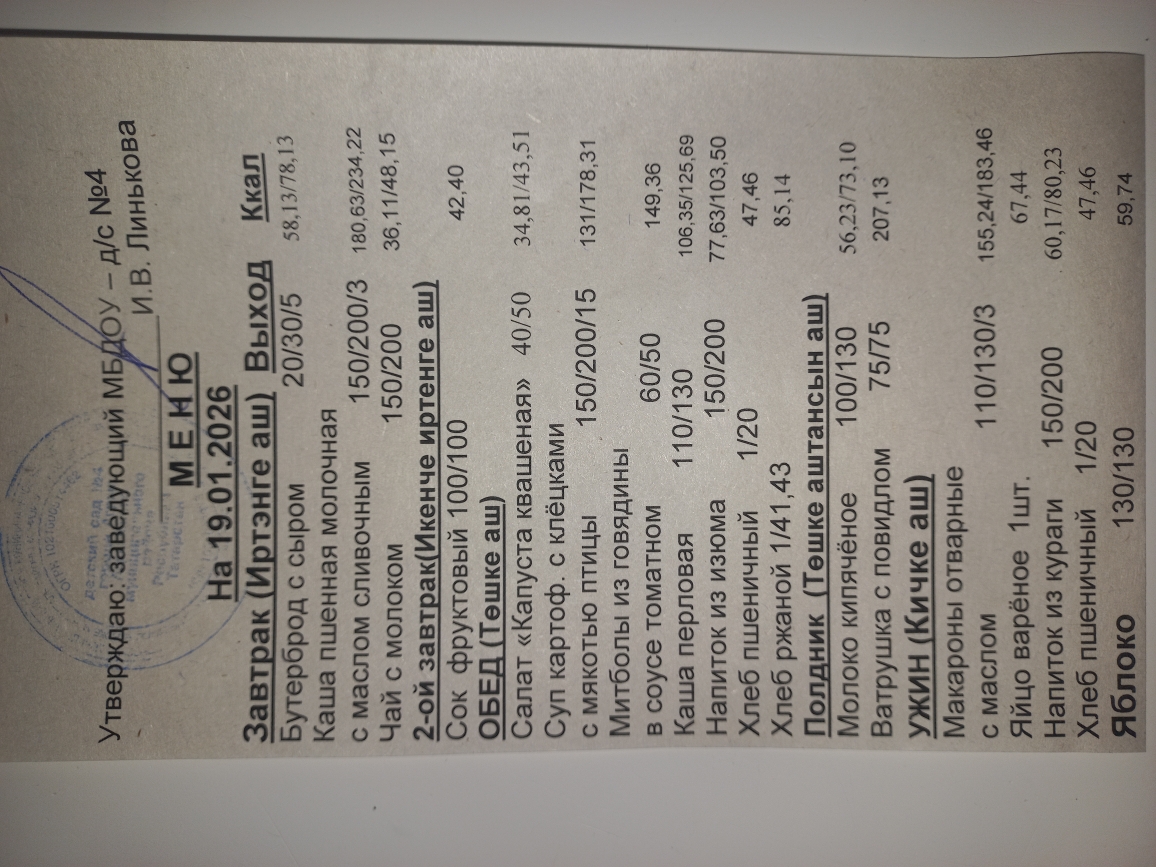 Утверждаю: заведующий МБДОУ – д/с №4
И.В. Линькова
М Е Н Ю
На 19.01.2026
Завтрак (Иртэнге аш) Выход Ккал
Бутерброд с сыром 20/30/5 58,13/78,13
Каша пшенная молочная
с маслом сливочным 150/200/3 180,63/234,22
Чай с молоком 150/200 36,11/48,15
2-ой завтрак(Икенче иртенге аш)
Сок фруктовый 100/100 42,40
ОБЕД (Төшке аш)
Салат «Капуста квашеная» 40/50 34,81/43,51
Суп картоф. с клёцками
с мякотью птицы 150/200/15 131/178,31
Митболы из говядины
в соусе томатном 60/50 149,36
Каша перловая 110/130 106,35/125,69
Напиток из изюма 150/200 77,63/103,50
Хлеб пшеничный 1/20 47,46
Хлеб ржаной 1/41,43 85,14
Полдник (Төшке аштансын аш)
Молоко кипячёное 100/130 56,23/73,10
Ватрушка с повидлом 75/75 207,13
УЖИН (Кичке аш)
Макароны отварные
с маслом 110/130/3 155,24/183,46
Яйцо варёное 1шт. 67,44
Напиток из кураги 150/200 60,17/80,23
Хлеб пшеничный 1/20 47,46
Яблоко 130/130 59,74